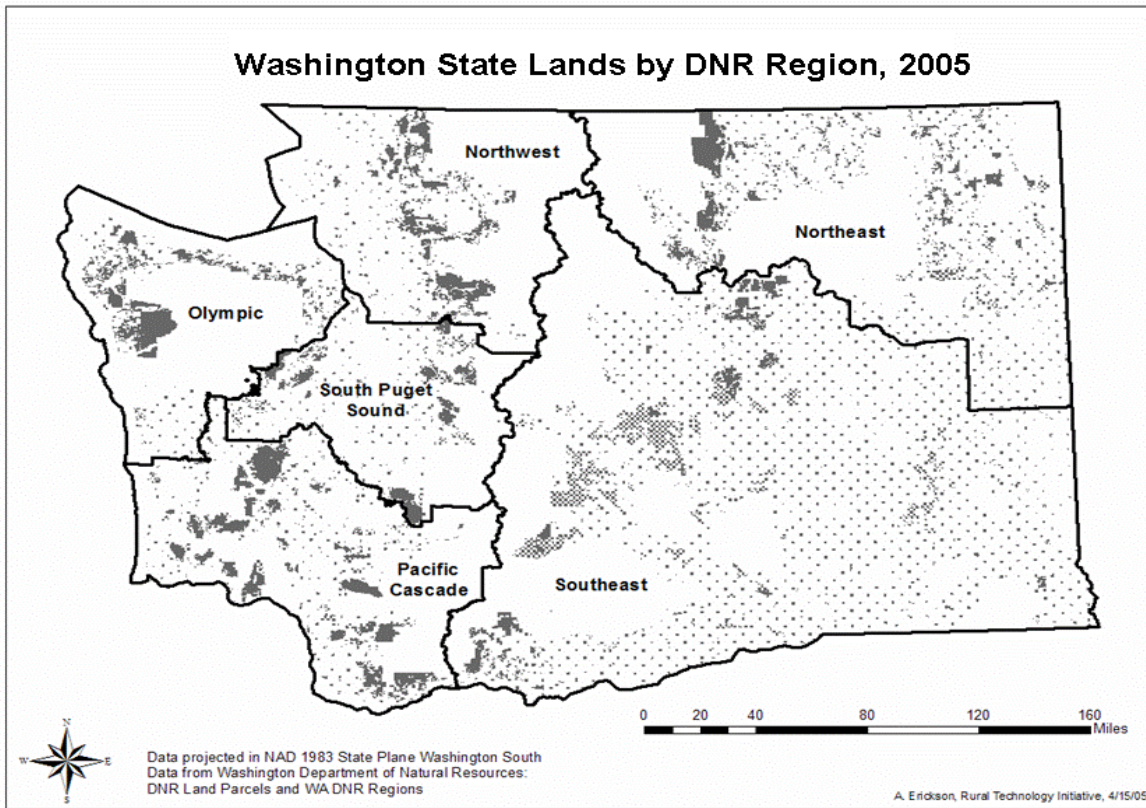 Washington State Lands by DNR Region, 2005
Northwest
Northeast
Olympic
South Puget
Sound
Pacific
Cascade
Southeast
0 20 40 80 120 160
Miles
N
W E
S
Data projected in NAD 1983 State Plane Washington South
Data from Washington Department of Natural Resources:
DNR Land Parcels and WA DNR Regions
A. Erickson, Rural Technology Initiative, 4/15/05